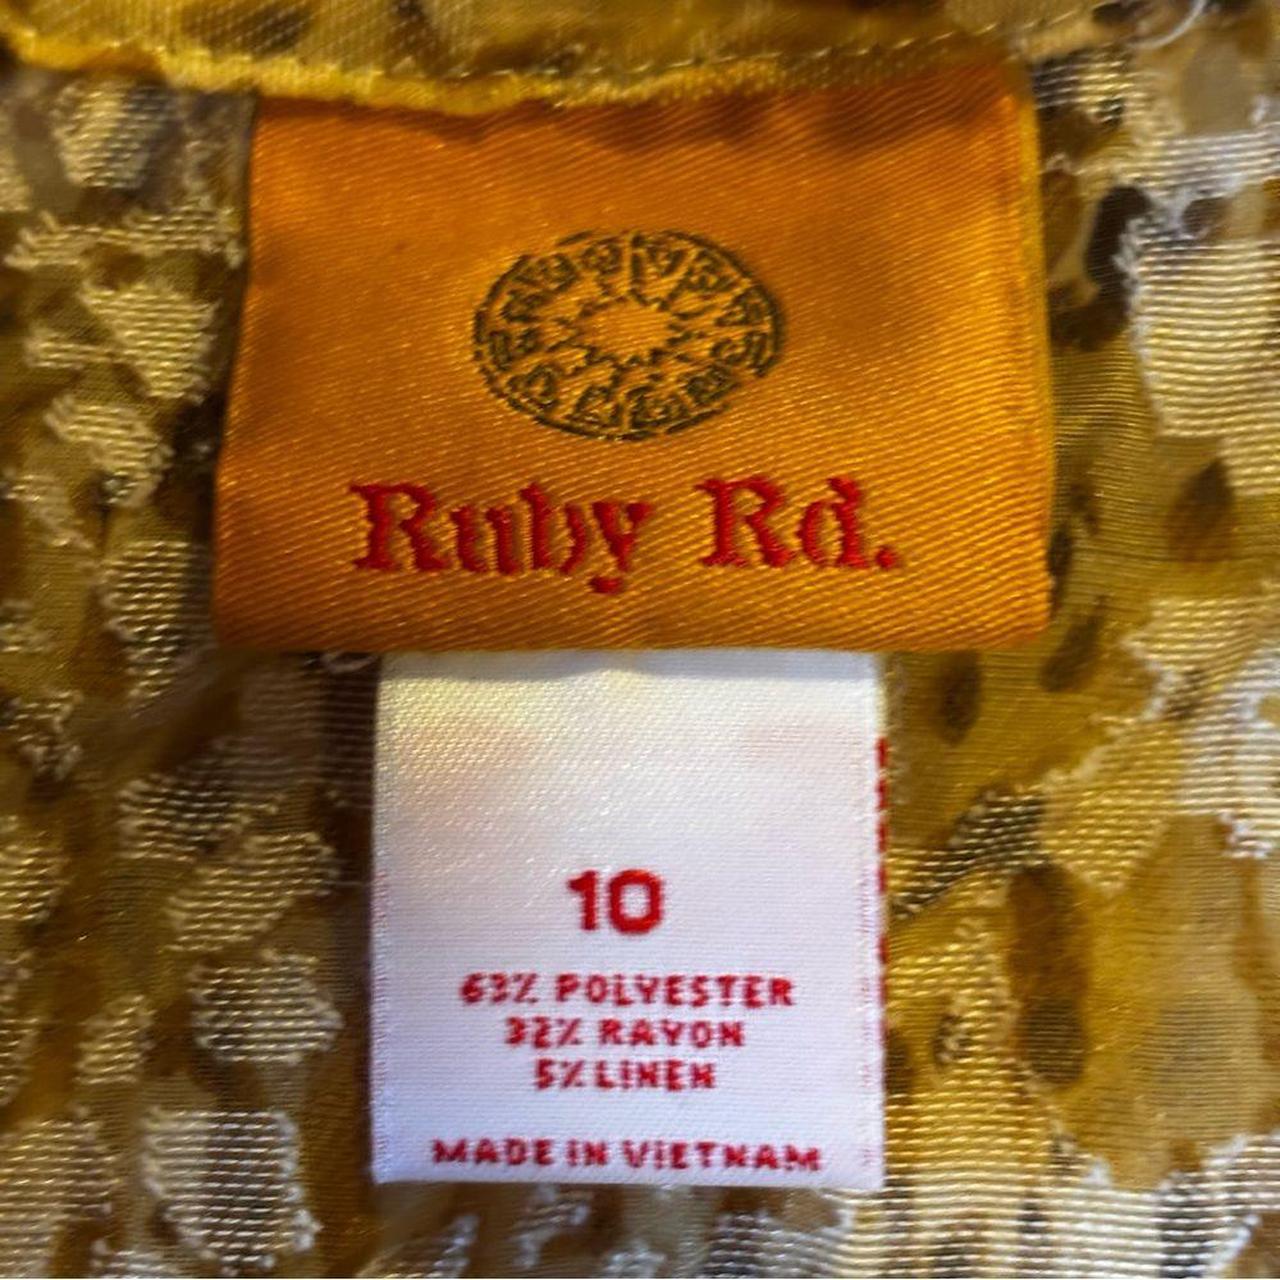 Ruby Rd.
10
63% POLYESTER
32% RAYON
5% LINEN
MADE IN VIETNAM